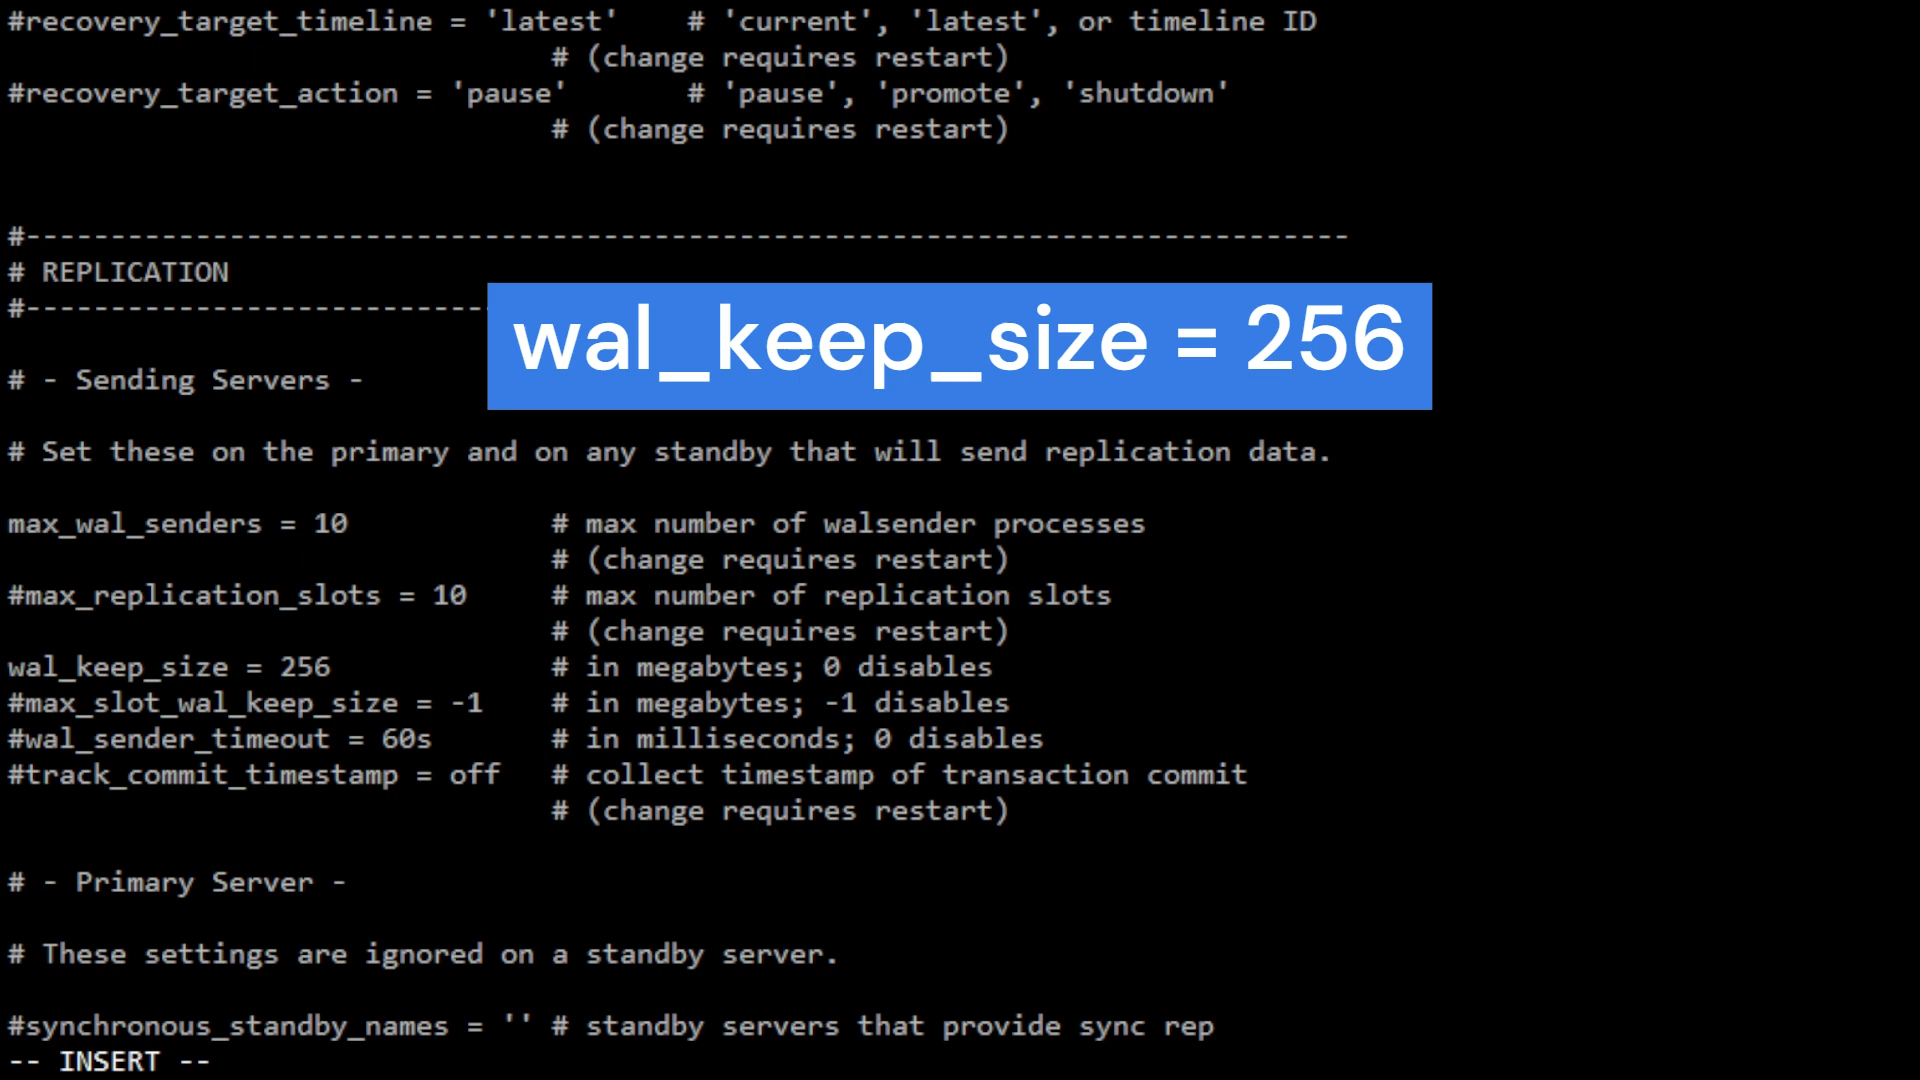 #recovery_target_timeline = 'latest'    # 'current', 'latest', or timeline ID
# (change requires restart)
#recovery_target_action = 'pause'       # 'pause', 'promote', 'shutdown'
# (change requires restart)
#------------------------------------------------------------------------------
# REPLICATION
#---------------------------
wal_keep_size = 256
# - Sending Servers -
# Set these on the primary and on any standby that will send replication data.
max_wal_senders = 10            # max number of walsender processes
# (change requires restart)
#max_replication_slots = 10     # max number of replication slots
# (change requires restart)
wal_keep_size = 256             # in megabytes; 0 disables
#max_slot_wal_keep_size = -1    # in megabytes; -1 disables
#wal_sender_timeout = 60s       # in milliseconds; 0 disables
#track_commit_timestamp = off   # collect timestamp of transaction commit
# (change requires restart)
# - Primary Server -
# These settings are ignored on a standby server.
#synchronous_standby_names = '' # standby servers that provide sync rep
-- INSERT --